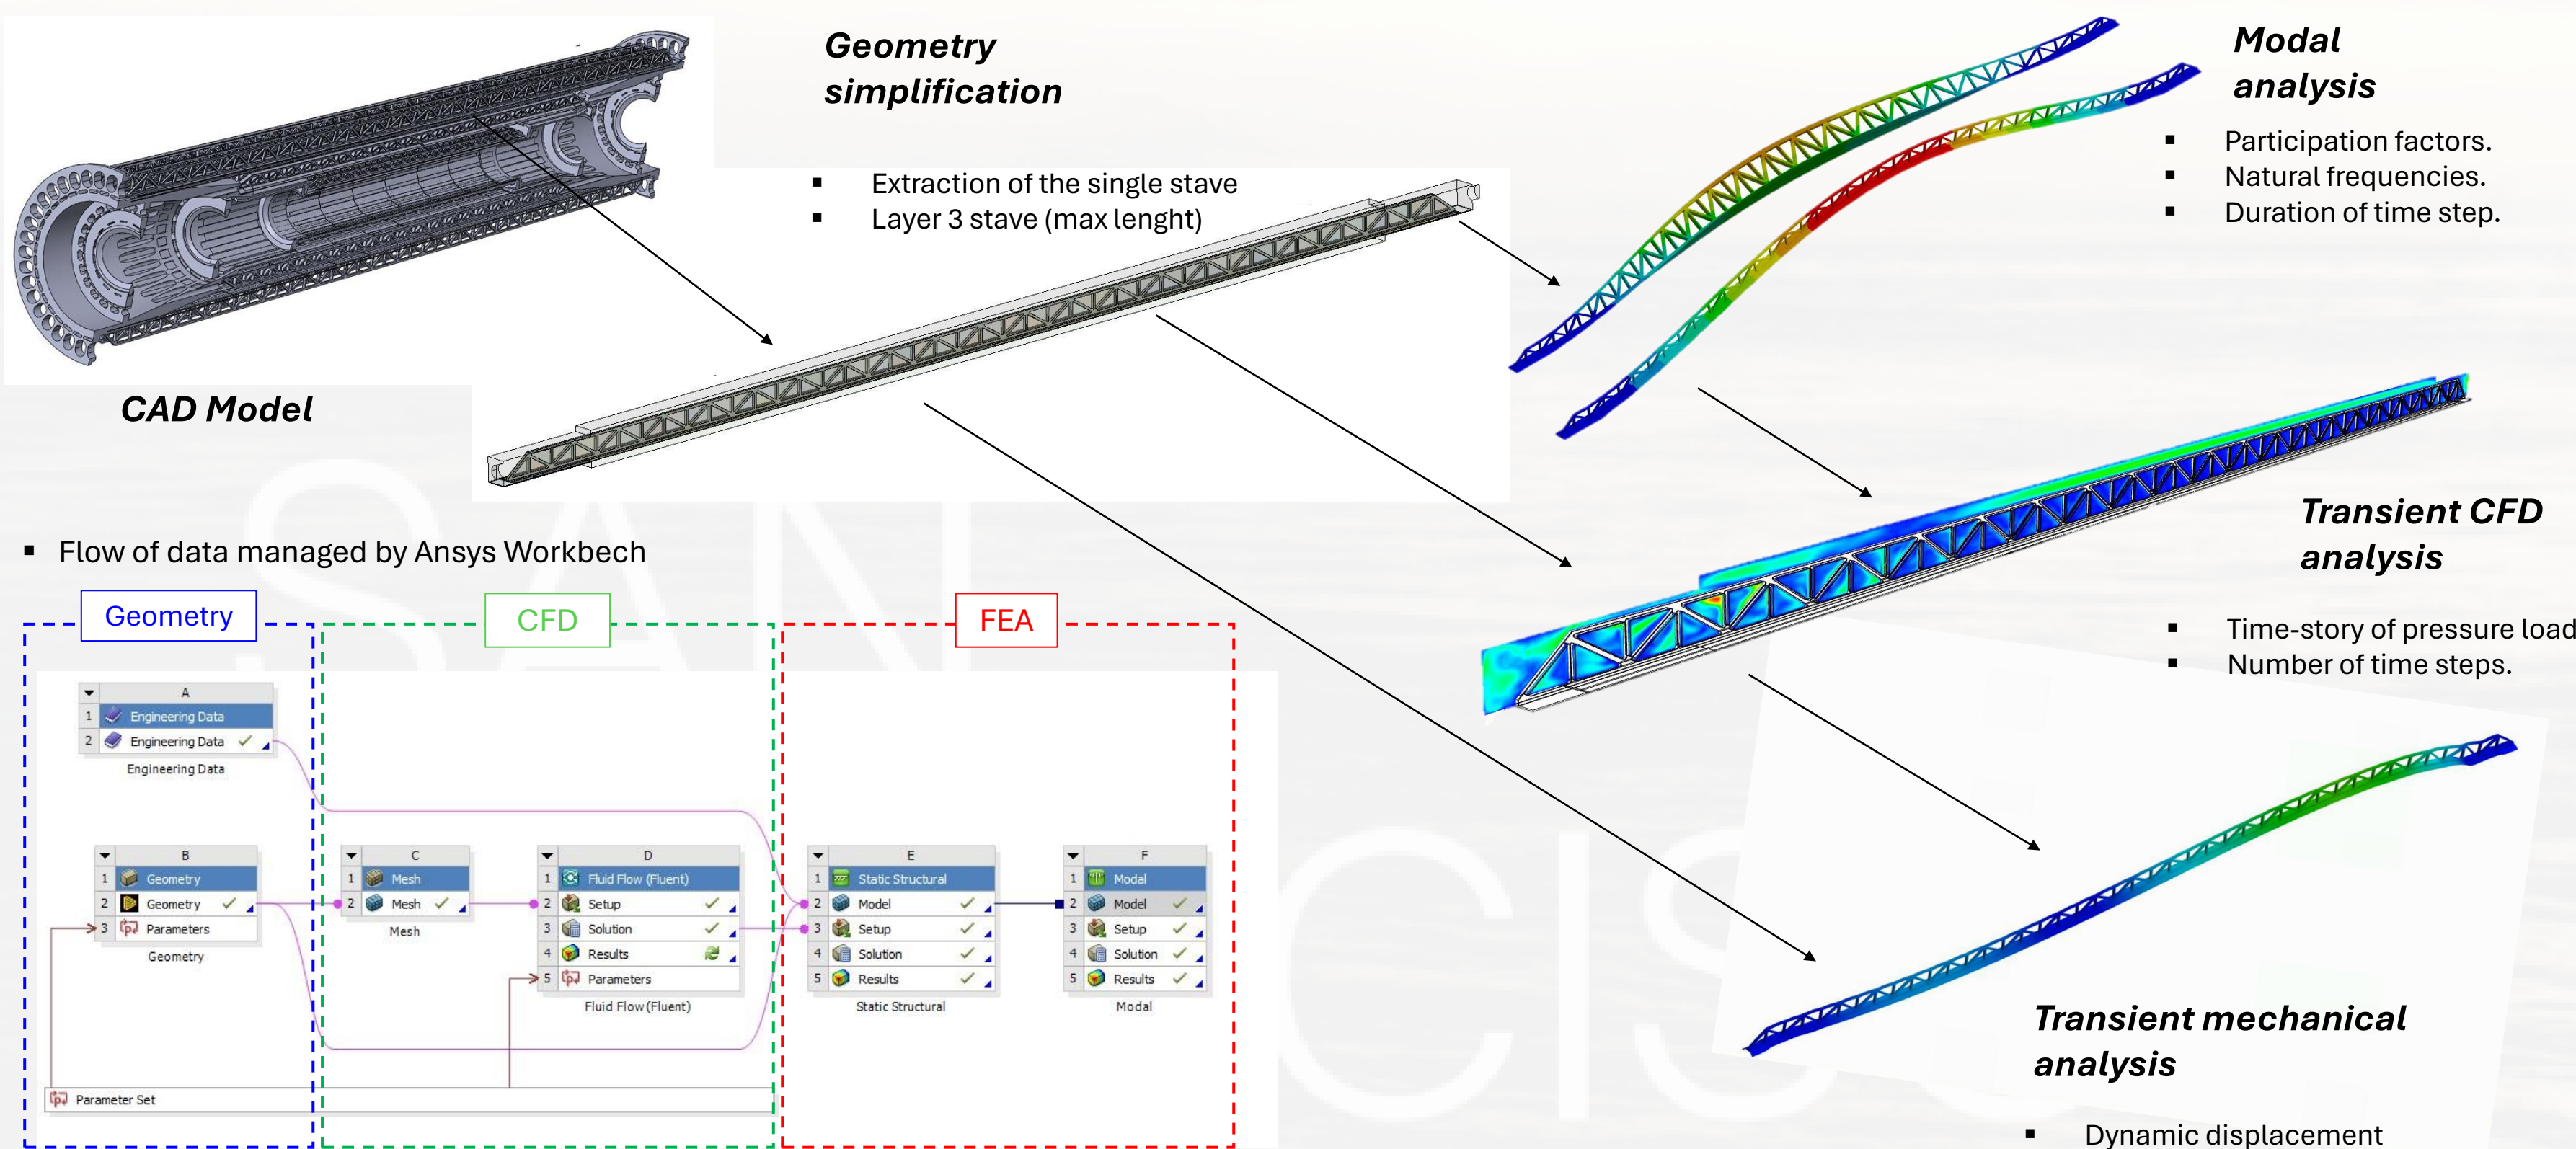 Geometry
simplification
▪ Extraction of the single stave
▪ Layer 3 stave (max lenght)
Modal
analysis
▪ Participation factors.
▪ Natural frequencies.
▪ Duration of time step.
CAD Model
▪ Flow of data managed by Ansys Workbech
Geometry
CFD
FEA
A
1 Engineering Data
2 Engineering Data
Engineering Data
B
1 Geometry
2 Geometry
3 Parameters
Geometry
C
1 Mesh
2 Mesh
Mesh
D
1 Fluid Flow (Fluent)
2 Setup
3 Solution
4 Results
5 Parameters
Fluid Flow (Fluent)
E
1 Static Structural
2 Model
3 Setup
4 Solution
5 Results
Static Structural
F
1 Modal
2 Model
3 Setup
4 Solution
5 Results
Modal
Parameter Set
Transient CFD
analysis
▪ Time-story of pressure load
▪ Number of time steps.
Transient mechanical
analysis
▪ Dynamic displacement
SAN
CIS